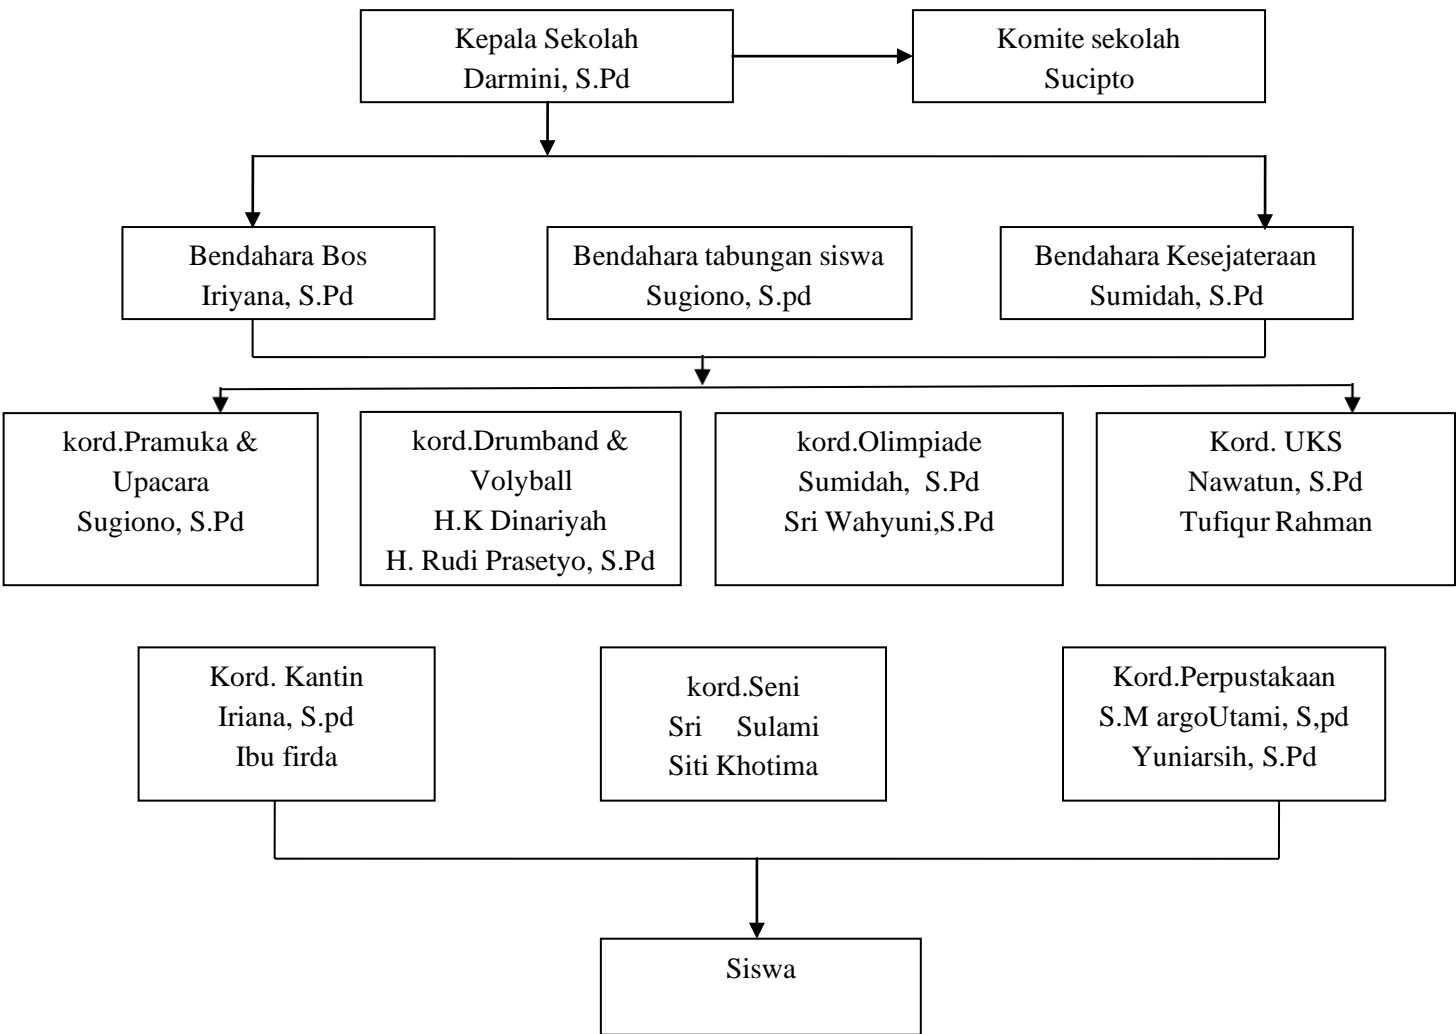 Kepala Sekolah
Darmini, S.Pd
Komite sekolah
Sucipto
Bendahara Bos
Iriyana, S.Pd
Bendahara tabungan siswa
Sugiono, S.pd
Bendahara Kesejateraan
Sumidah, S.Pd
kord.Pramuka &
Upacara
Sugiono, S.Pd
kord.Drumband &
Volyball
H.K Dinariyah
H. Rudi Prasetyo, S.Pd
kord.Olimpiade
Sumidah, S.Pd
Sri Wahyuni,S.Pd
Kord. UKS
Nawatun, S.Pd
Tufiqur Rahman
Kord. Kantin
Iriana, S.pd
Ibu firda
kord.Seni
Sri Sulami
Siti Khotima
Kord.Perpustakaan
S.M argoUtami, S,pd
Yuniarsih, S.Pd
Siswa